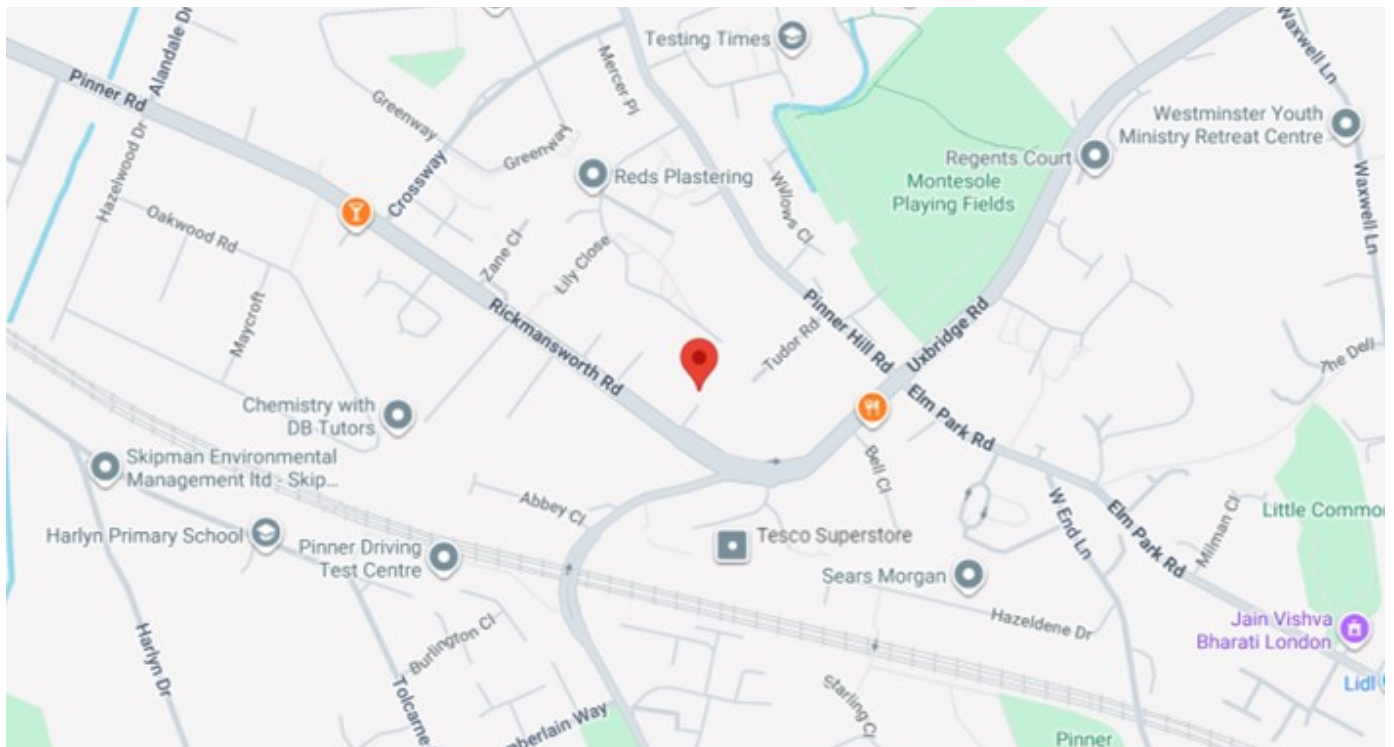 Alandale Dr
Testing Times
Waxwell Ln
Pinner Rd
Mercer Pl
Greenway
Westminster Youth
Ministry Retreat Centre
Hazelwood Dr
Crossway
Greenway
Regents Court
Reds Plastering
Montesole
Playing Fields
Willows Cl
Waxwell Ln
Oakwood Rd
Zane Cl
Lily Close
Maycroft
Rickmansworth Rd
Pinner Hill Rd
Tudor Rd
Uxbridge Rd
The Dell
Chemistry with
DB Tutors
Elm Park Rd
Skipman Environmental
Management ltd - Skip...
Bell Cl
Abbey Cl
W End Ln
Elm Park Rd
Milman Cl
Little Common
Harlyn Primary School
Pinner Driving
Test Centre
Tesco Superstore
Sears Morgan
Hazeldene Dr
Jain Vishva
Bharati London
Burlington Cl
Harlyn Dr
Tolcarne
Starling Cl
Lidl
berlain Way
Pinner